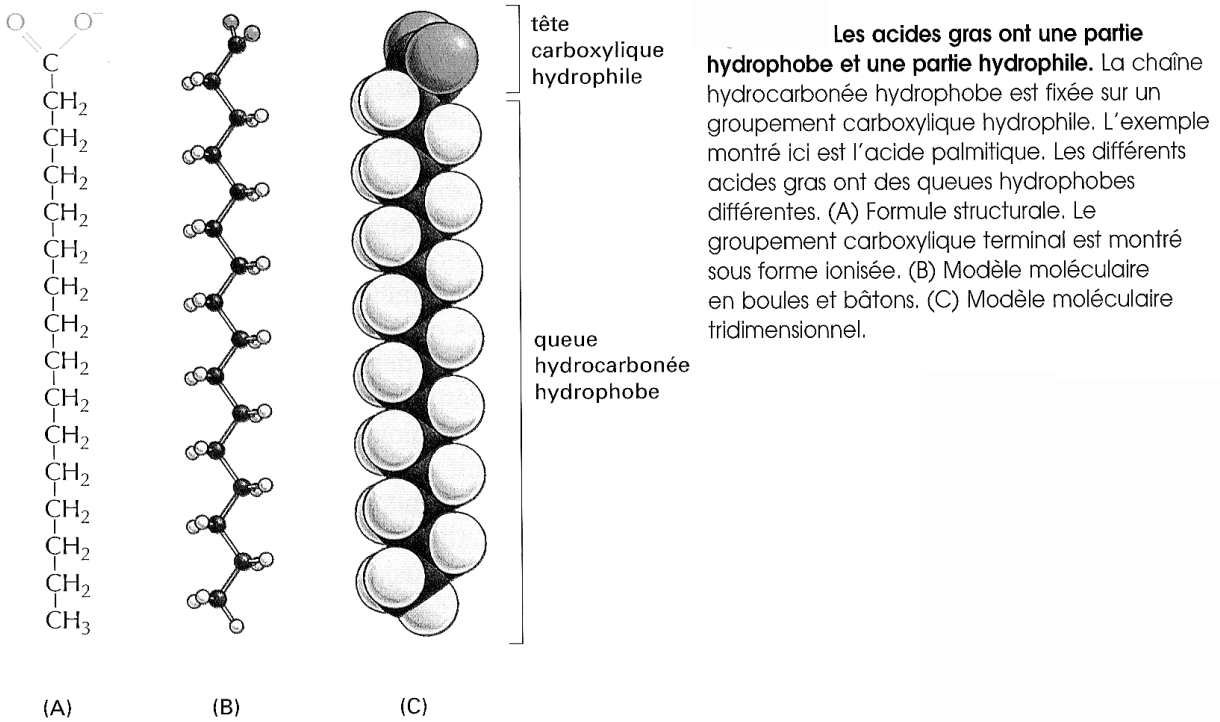 O O⁻
C
CH₂
CH₂
CH₂
CH₂
CH₂
CH₂
CH₂
CH₂
CH₂
CH₂
CH₂
CH₂
CH₂
CH₂
CH₃
(A)
(B)
(C)
tête
carboxylique
hydrophile
queue
hydrocarbonée
hydrophobe
Les acides gras ont une partie
hydrophobe et une partie hydrophile. La chaîne
hydrocarbonée hydrophobe est fixée sur un
groupement carboxylique hydrophile. L'exemple
montré ici est l'acide palmitique. Les différents
acides gras ont des queues hydrophobes
différentes. (A) Formule structurale. Le
groupement carboxylique terminal est montré
sous forme ionisée. (B) Modèle moléculaire
en boules et bâtons. (C) Modèle moléculaire
tridimensionnel.